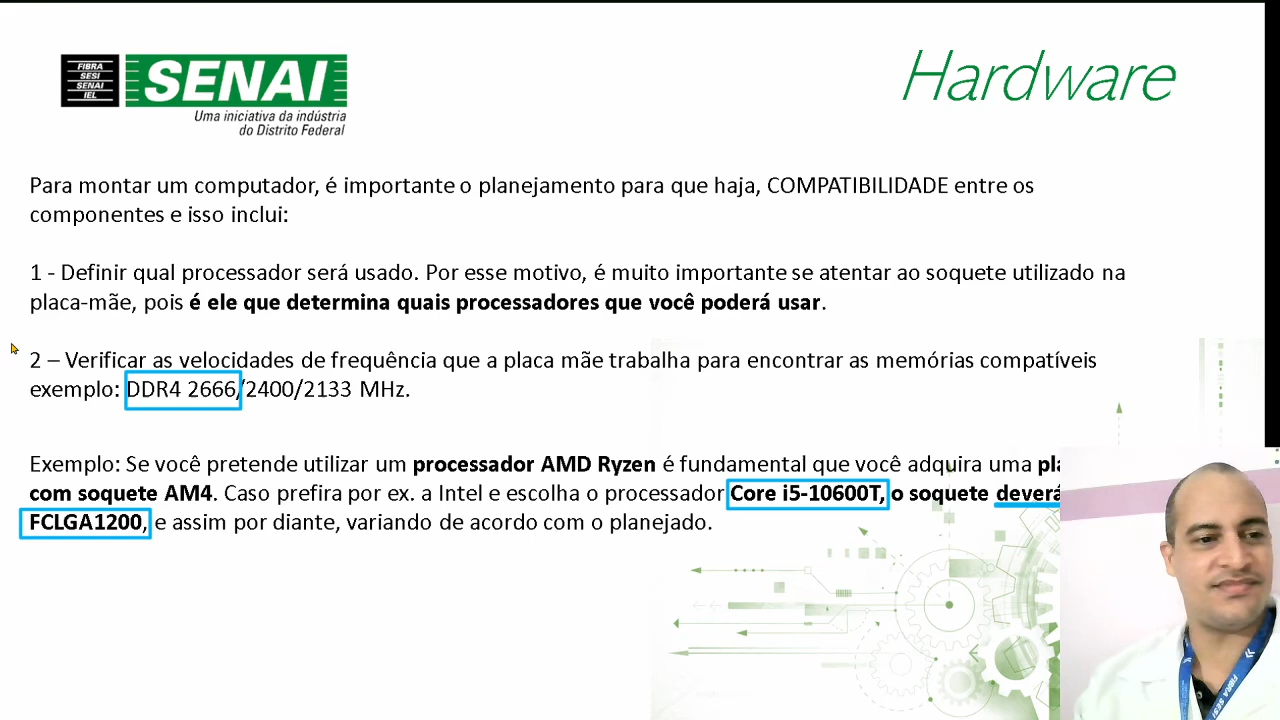 FIBRA
SESI
SENAI
IEL
SENAI
Uma iniciativa da indústria
do Distrito Federal
Hardware
Para montar um computador, é importante o planejamento para que haja, COMPATIBILIDADE entre os
componentes e isso inclui:
1 - Definir qual processador será usado. Por esse motivo, é muito importante se atentar ao soquete utilizado na
placa-mãe, pois é ele que determina quais processadores que você poderá usar.
2 – Verificar as velocidades de frequência que a placa mãe trabalha para encontrar as memórias compatíveis
exemplo: DDR4 2666/2400/2133 MHz.
Exemplo: Se você pretende utilizar um processador AMD Ryzen é fundamental que você adquira uma
com soquete AM4. Caso prefira por ex. a Intel e escolha o processador Core i5-10600T, o soquete deverá
FCLGA1200, e assim por diante, variando de acordo com o planejado.
FIBRA